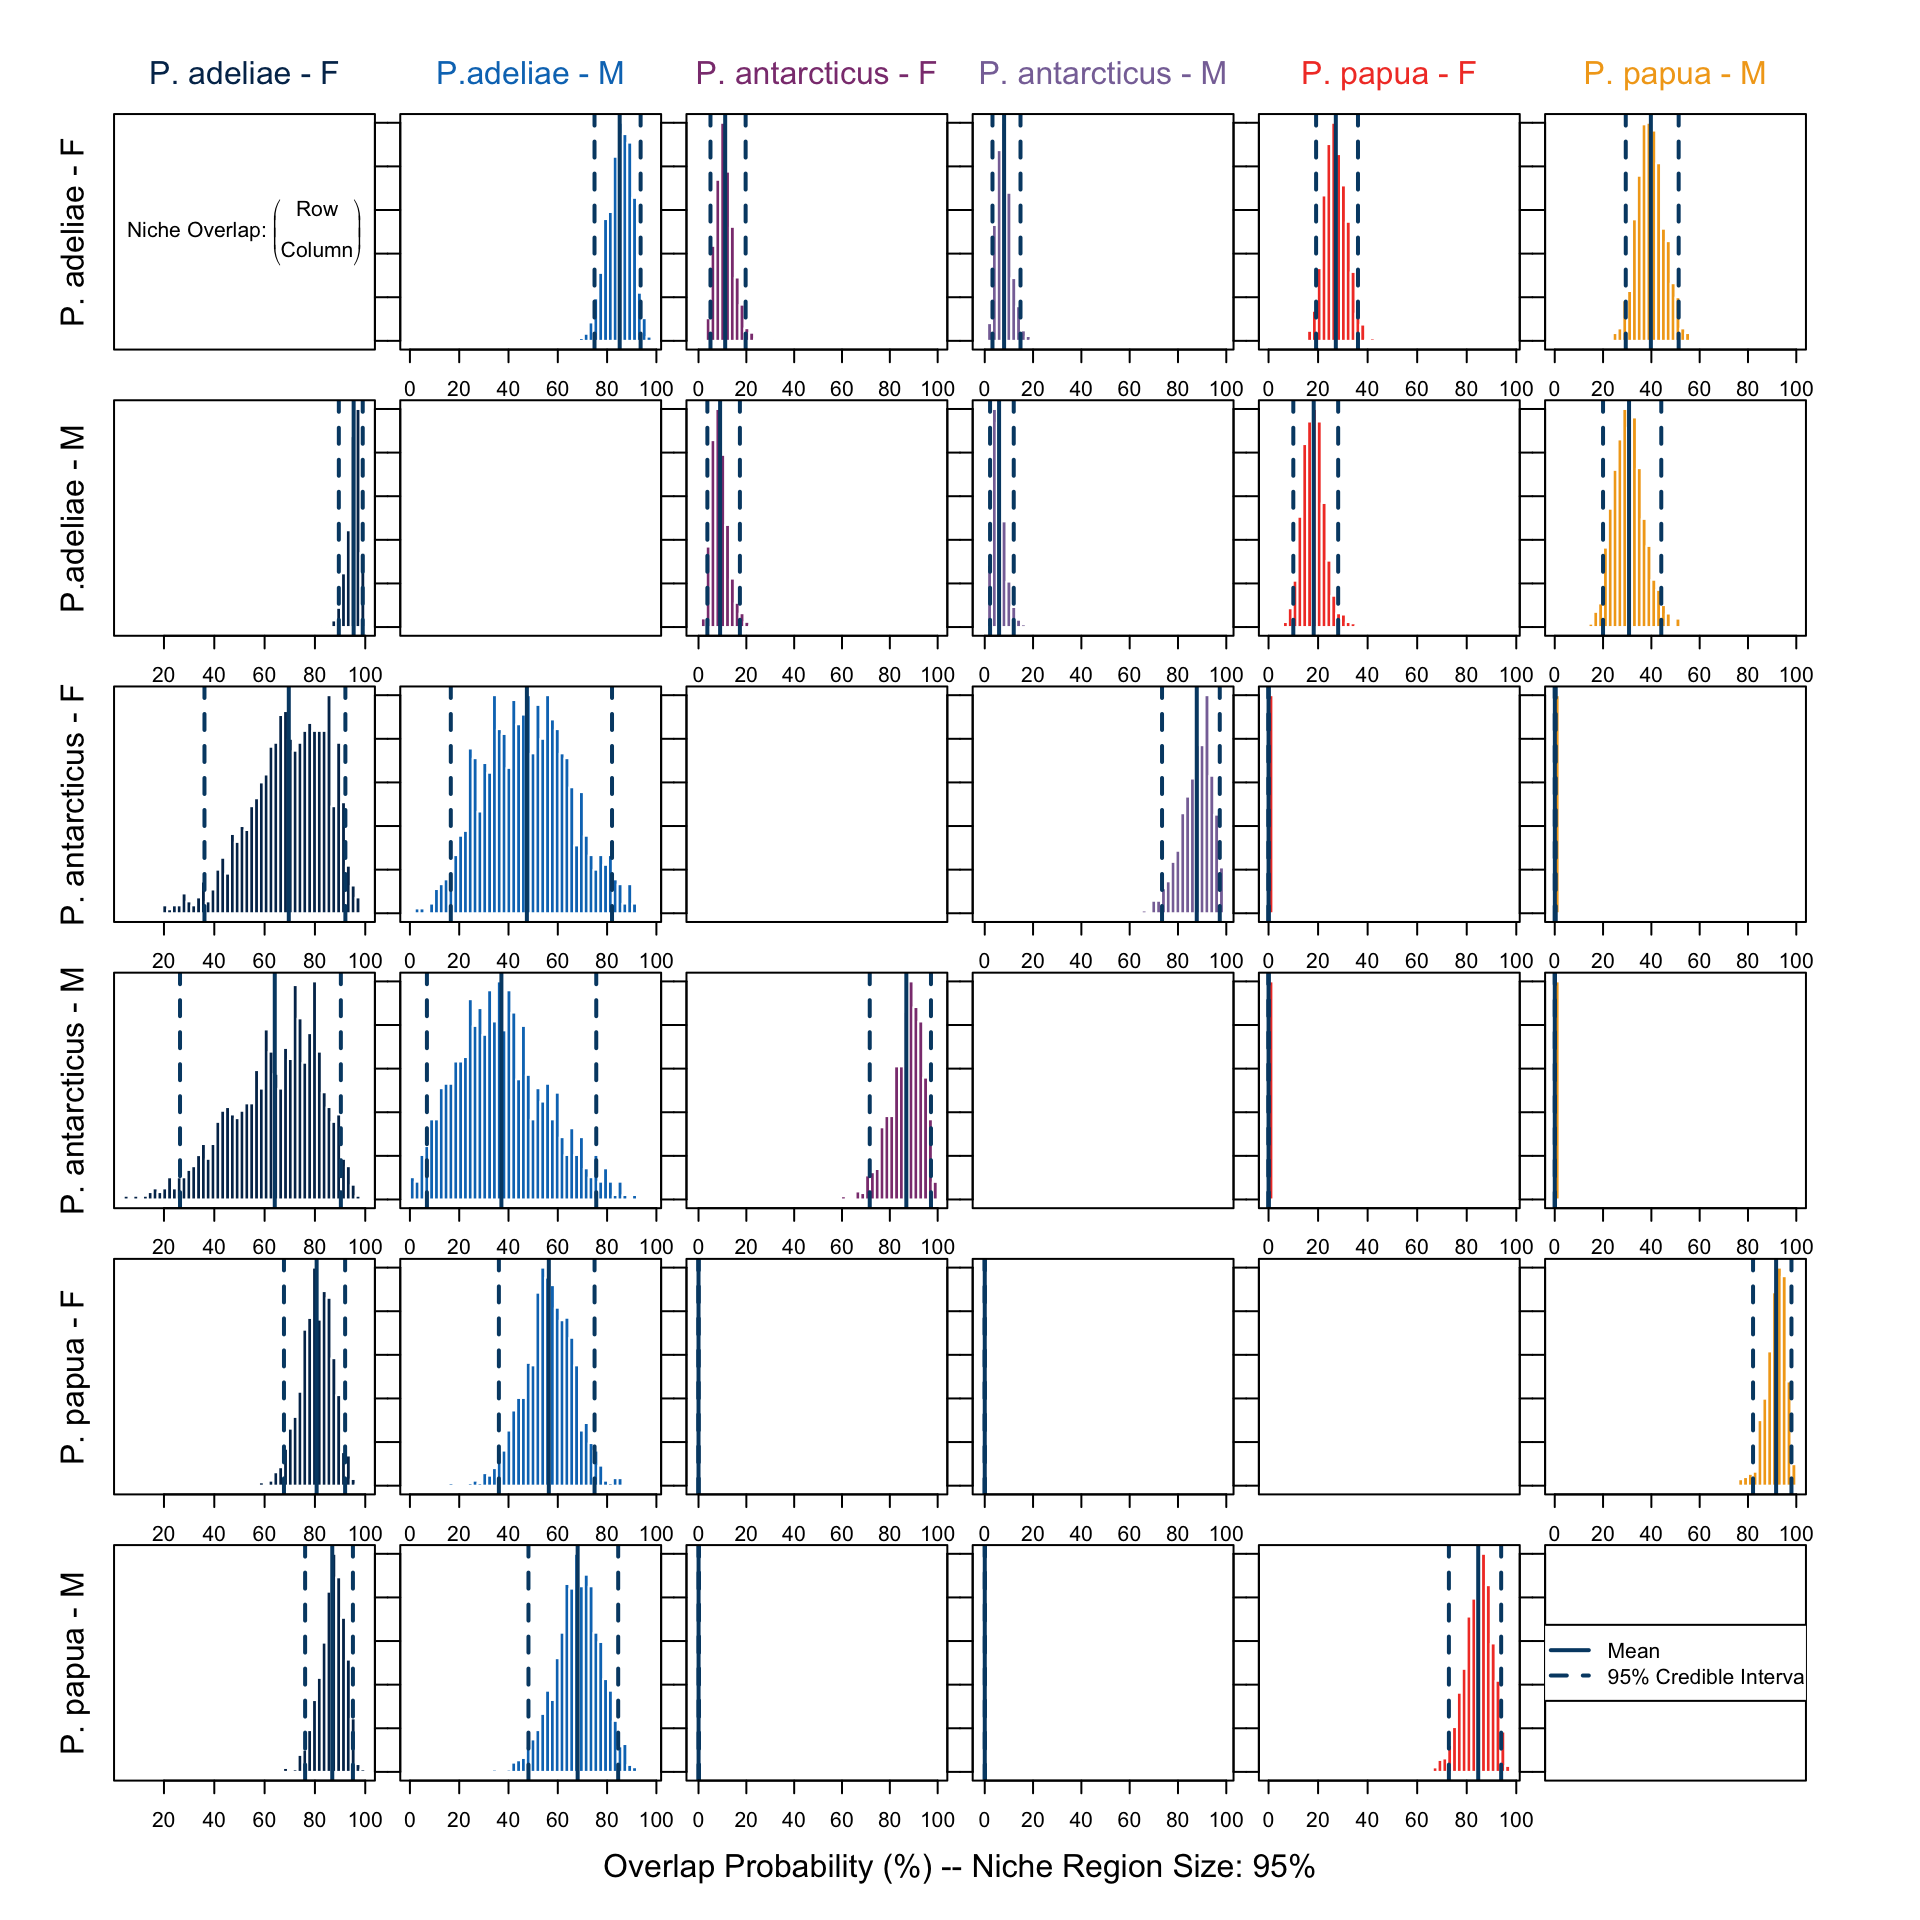 P. adeliae - F P.adeliae - M P. antarcticus - F P. antarcticus - M P. papua - F P. papua - M
P. adeliae - F
Niche Overlap: ( Row
Column )
0 20 40 60 80 100 0 20 40 60 80 100 0 20 40 60 80 100 0 20 40 60 80 100 0 20 40 60 80 100
P.adeliae - M
20 40 60 80 100 0 20 40 60 80 100 0 20 40 60 80 100 0 20 40 60 80 100 0 20 40 60 80 100
P. antarcticus - F
20 40 60 80 100 0 20 40 60 80 100 0 20 40 60 80 100 0 20 40 60 80 100 0 20 40 60 80 100
P. antarcticus - M
20 40 60 80 100 0 20 40 60 80 100 0 20 40 60 80 100 0 20 40 60 80 100 0 20 40 60 80 100
P. papua - F
20 40 60 80 100 0 20 40 60 80 100 0 20 40 60 80 100 0 20 40 60 80 100 0 20 40 60 80 100
P. papua - M
Mean
95% Credible Interva
20 40 60 80 100 0 20 40 60 80 100 0 20 40 60 80 100 0 20 40 60 80 100 0 20 40 60 80 100
Overlap Probability (%) -- Niche Region Size: 95%